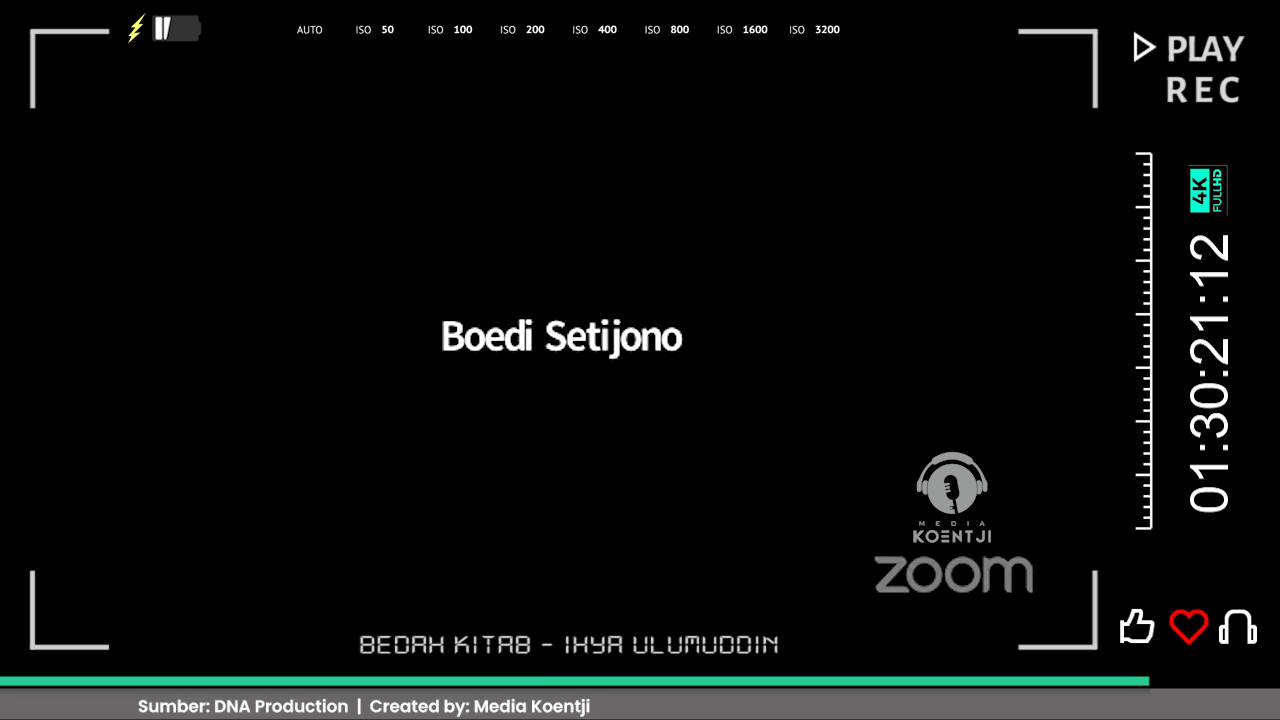 AUTO ISO 50 ISO 100 ISO 200 ISO 400 ISO 800 ISO 1600 ISO 3200
PLAY
REC
4K
FULLHD
01:30:21:12
Boedi Setijono
MEDIA
KOENTJI
zoom
BEDAH KITAB - IHYA ULUMUDDIN
Sumber: DNA Production | Created by: Media Koentji